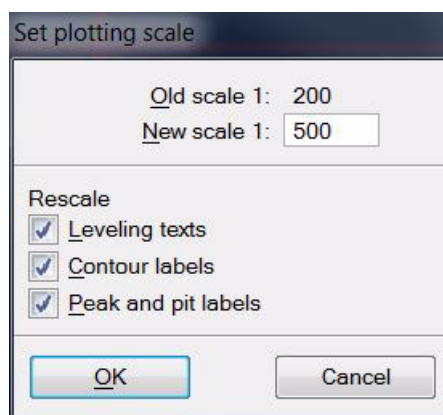 Set plotting scale
Old scale 1: 200
New scale 1: 500
Rescale
Leveling texts
Contour labels
Peak and pit labels
OK Cancel